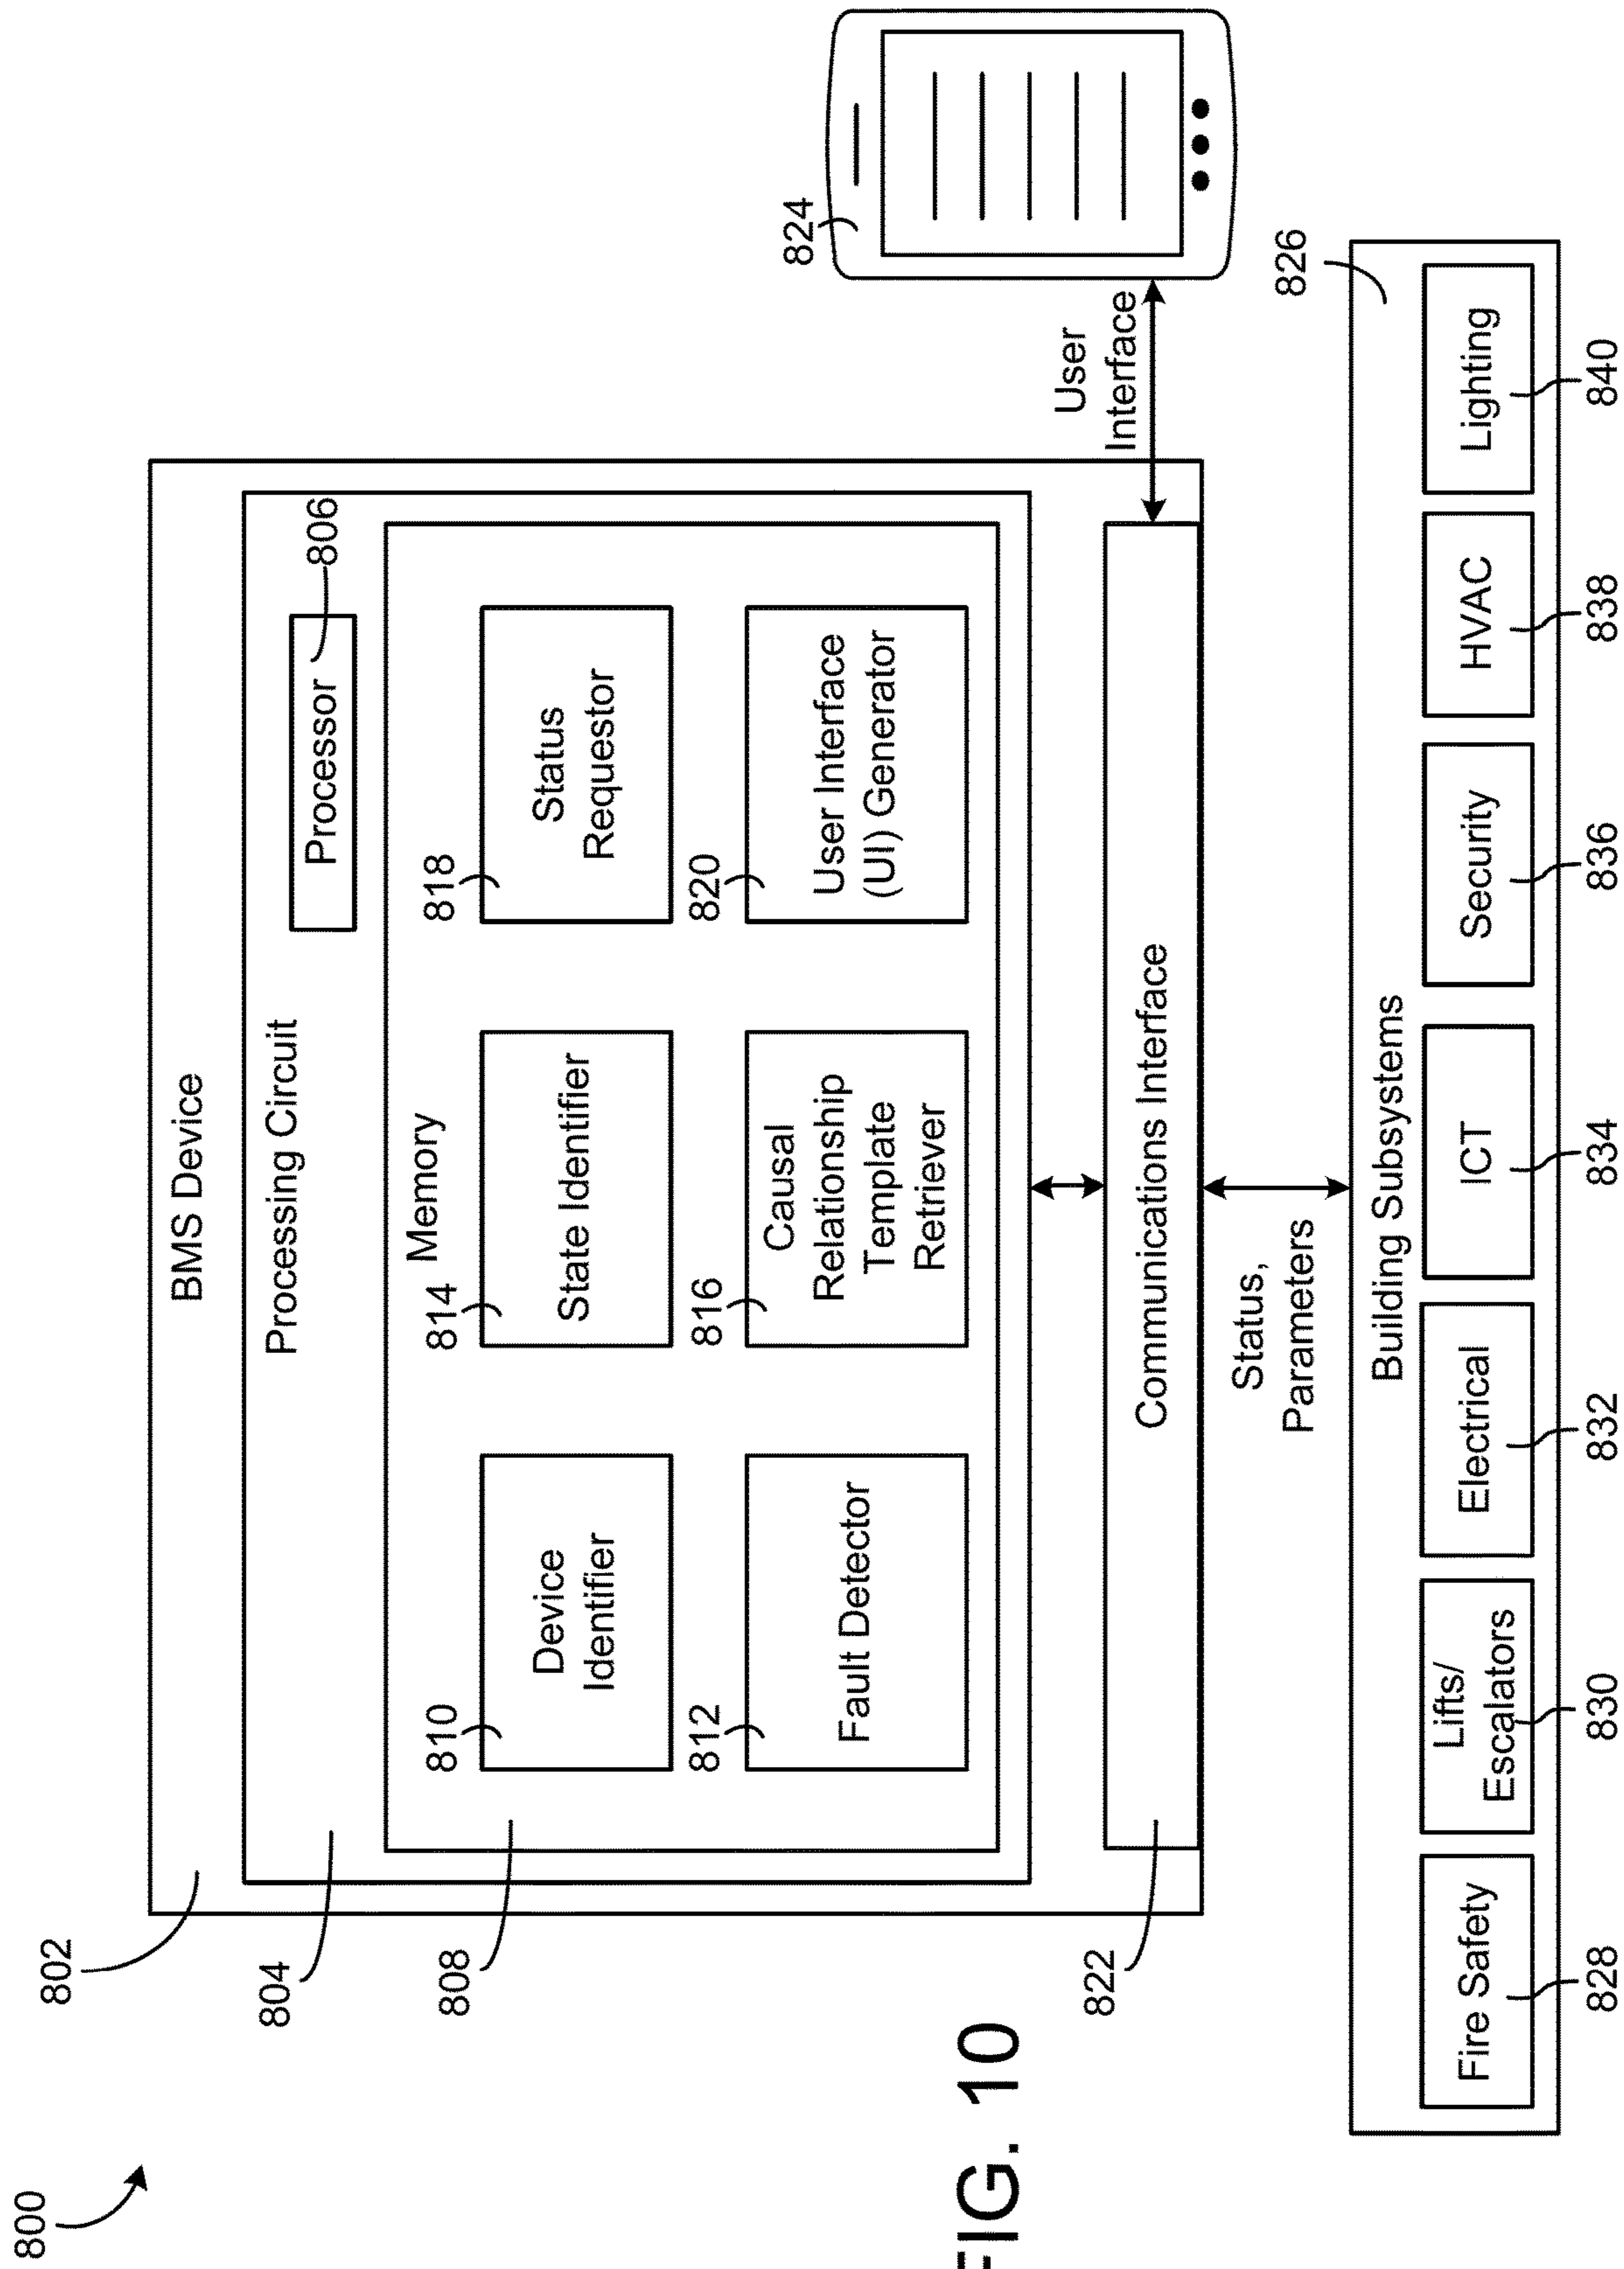 800
802
BMS Device
804
Processing Circuit
Processor
806
808
Memory
810
Device
Identifier
814
State Identifier
818
Status
Requestor
812
Fault Detector
816
Causal
Relationship
Template
Retriever
820
User Interface
(UI) Generator
822
Communications Interface
User
Interface
824
Status,
Parameters
826
Building Subsystems
Fire Safety
Lifts/
Escalators
Electrical
ICT
Security
HVAC
Lighting
828
830
832
834
836
838
840
FIG. 10